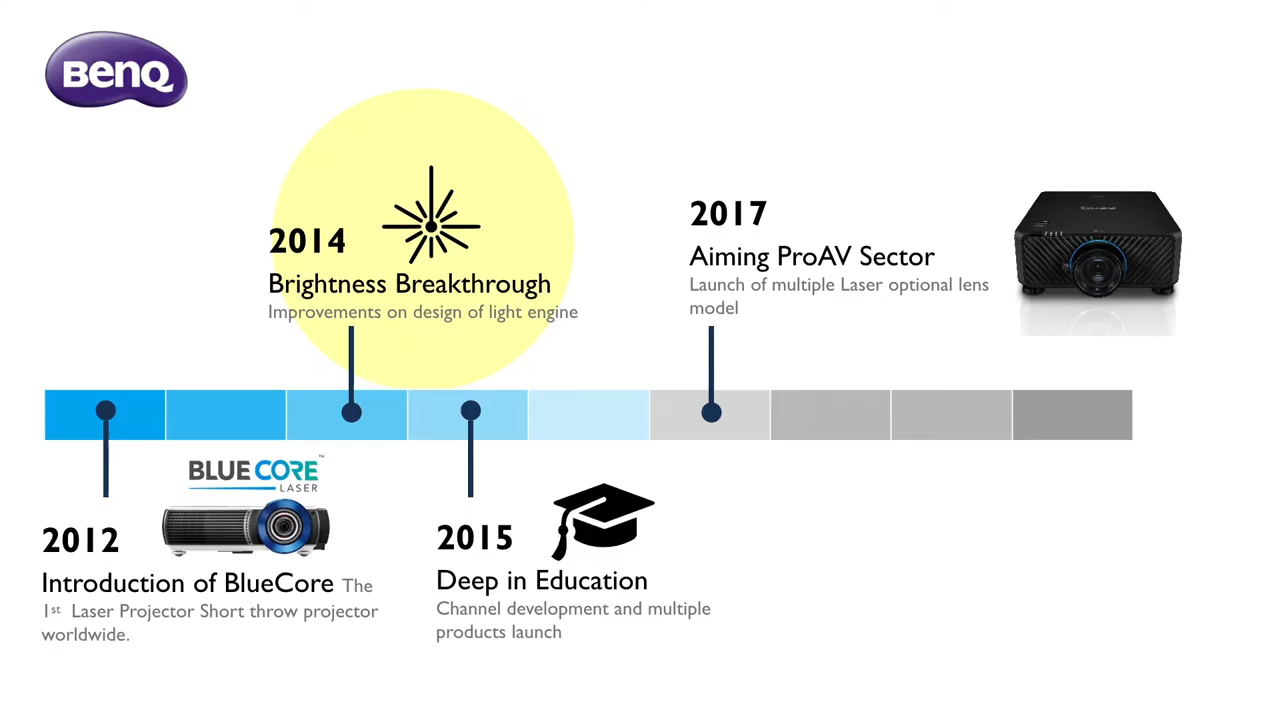 BenQ
2014
Brightness Breakthrough
Improvements on design of light engine
2017
Aiming ProAV Sector
Launch of multiple Laser optional lens
model
BLUECORE™
LASER
2012
Introduction of BlueCore The
1st Laser Projector Short throw projector
worldwide.
2015
Deep in Education
Channel development and multiple
products launch